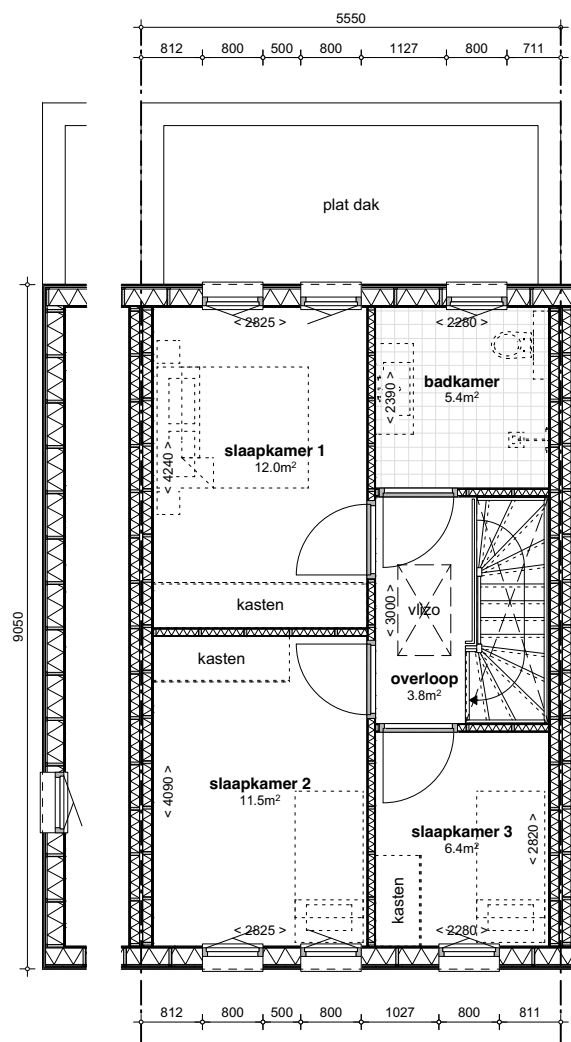 5550
812 800 500 800 1127 800 711
plat dak
< 2825 > < 2280 >
badkamer
5.4m²
< 2390 >
slaapkamer 1
12.0m²
< 4240 >
kasten
< 3000 >
vlizo
9050
kasten
overloop
3.8m²
slaapkamer 2
11.5m²
< 4090 >
slaapkamer 3
6.4m²
< 2820 >
kasten
< 2825 > < 2280 >
812 800 500 800 1027 800 811